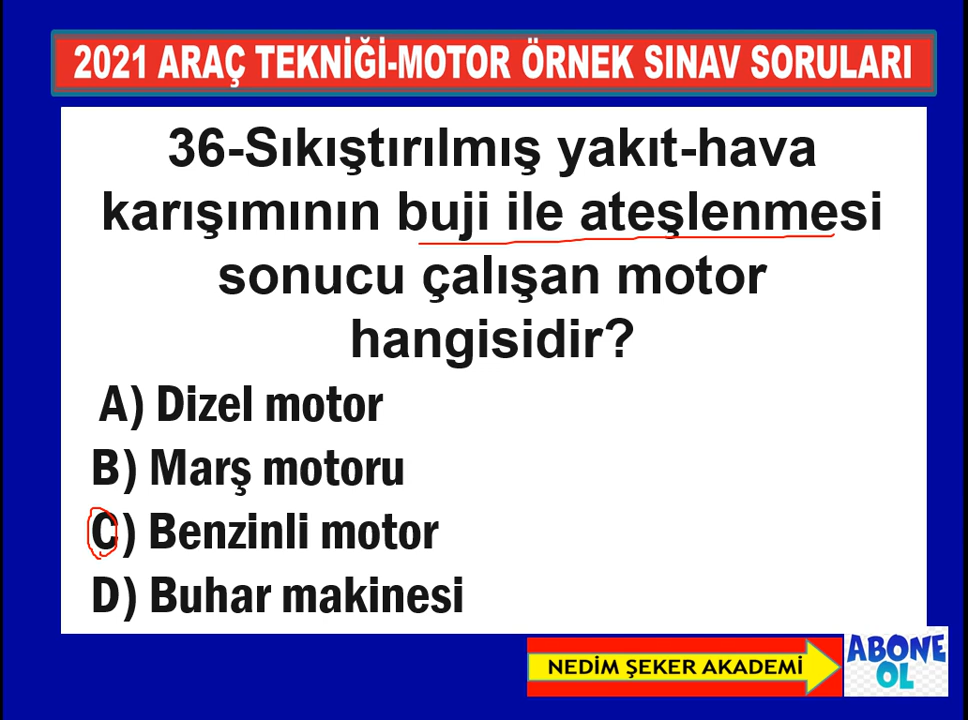 2021 ARAÇ TEKNİĞİ-MOTOR ÖRNEK SINAV SORULARI
36-Sıkıştırılmış yakıt-hava
karışımının buji ile ateşlenmesi
sonucu çalışan motor
hangisidir?
A) Dizel motor
B) Marş motoru
C) Benzinli motor
D) Buhar makinesi
NEDİM ŞEKER AKADEMİ
ABONE
OL